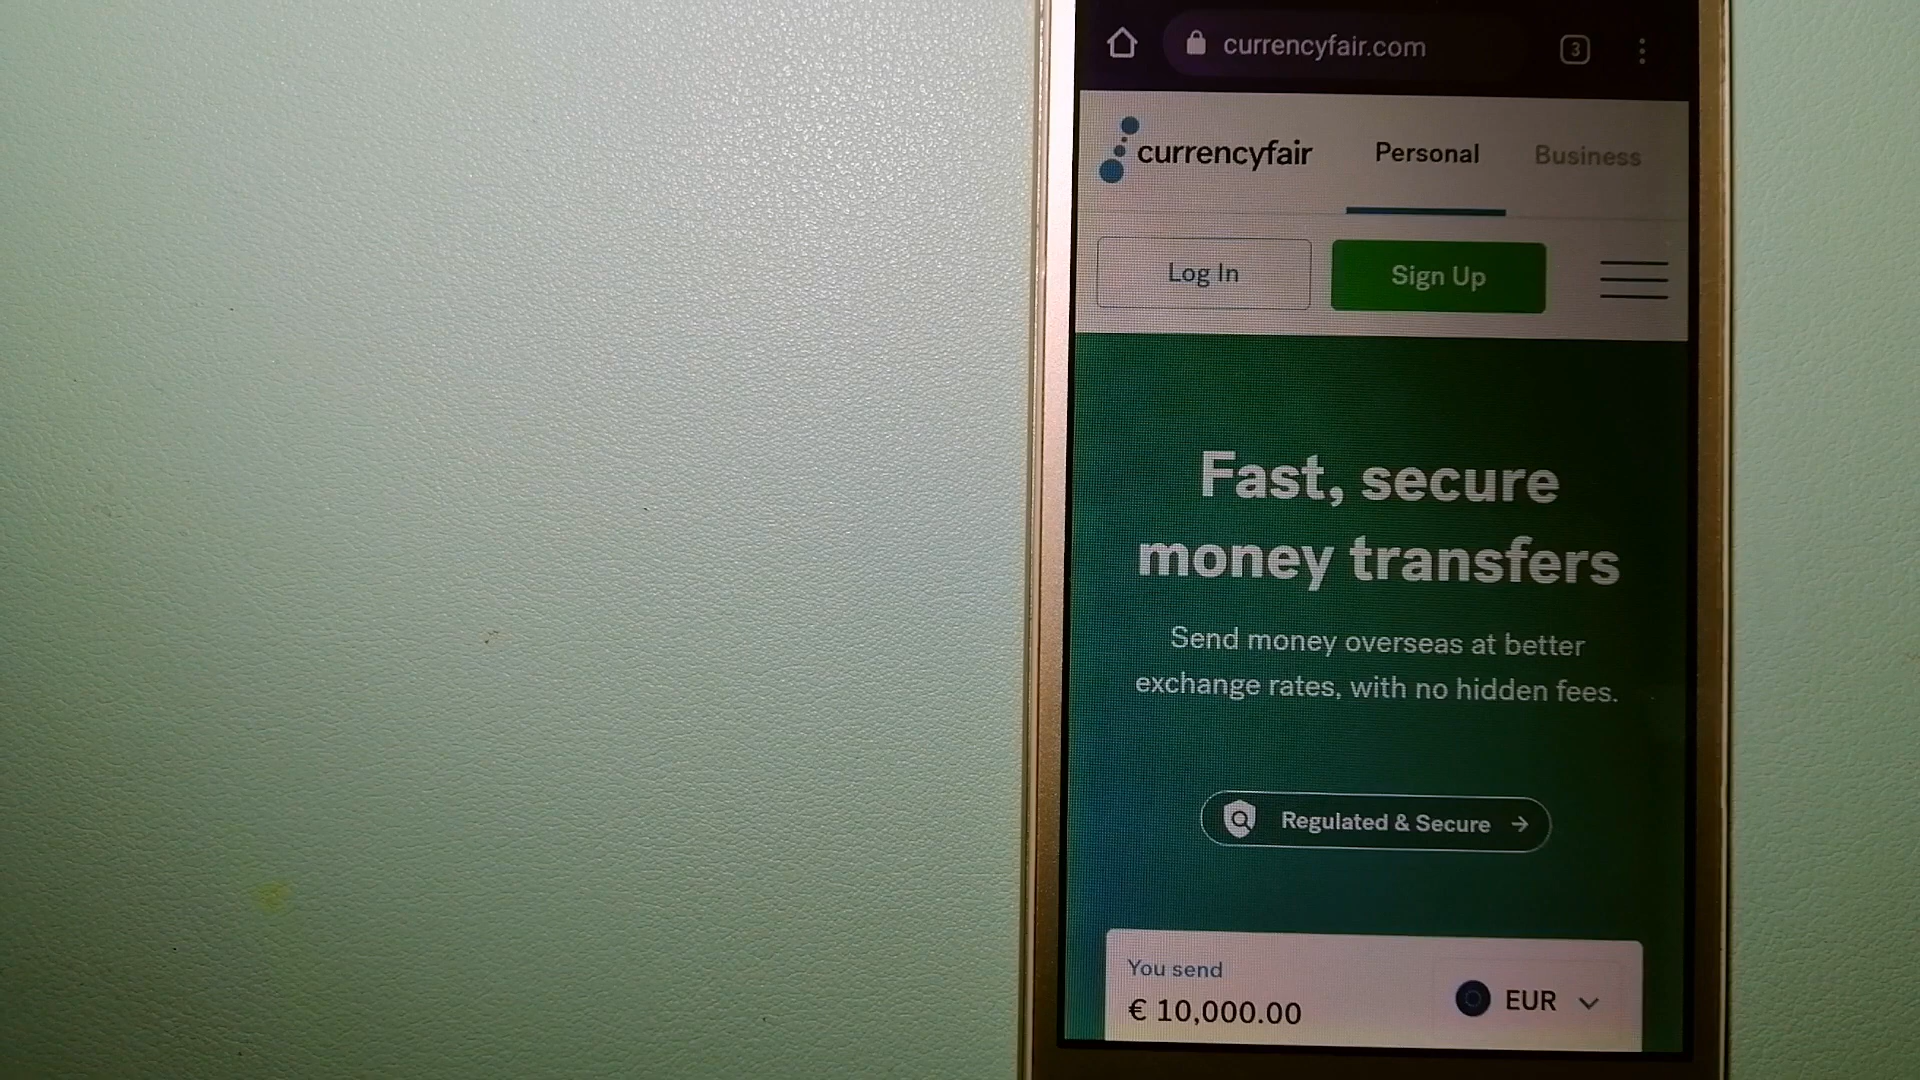 currencyfair.com
3
currencyfair
Personal
Business
Log In
Sign Up
Fast, secure
money transfers
Send money overseas at better
exchange rates, with no hidden fees.
Regulated & Secure →
You send
€ 10,000.00
EUR